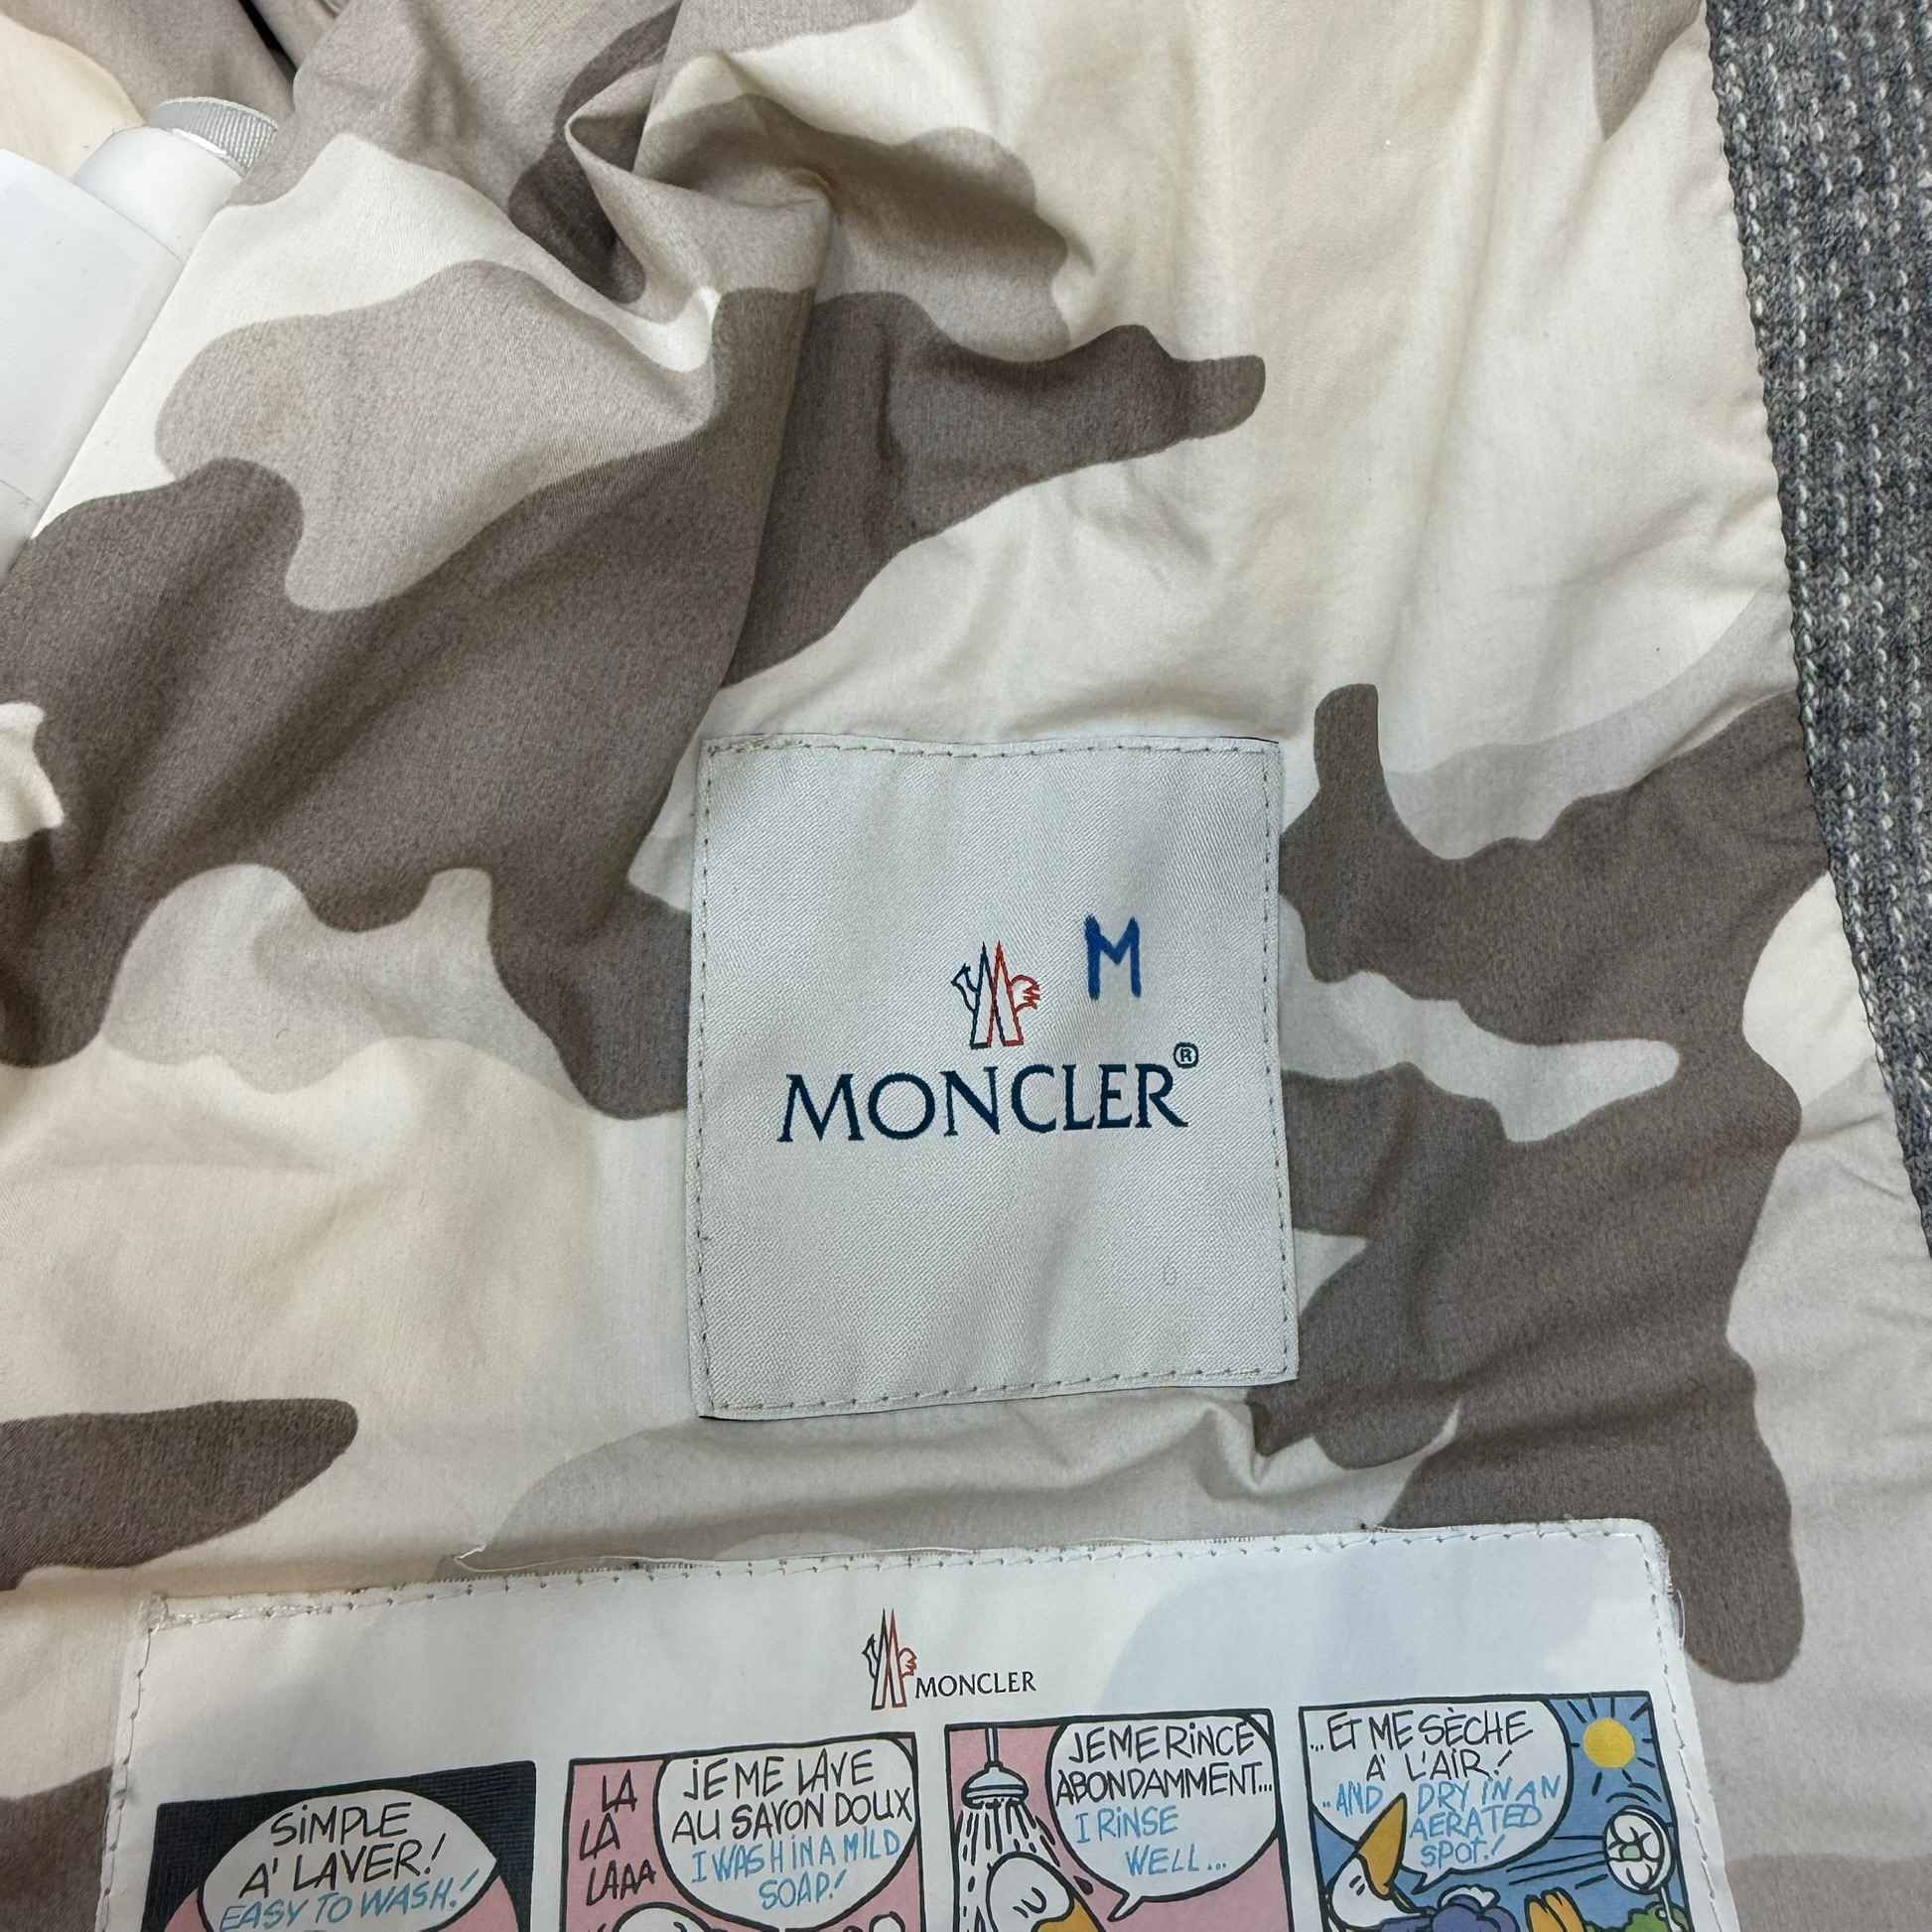 M
MONCLER®
MONCLER
SiMPLE
A' LAVER!
EASY TO WASH!
LA
LA
LAAA
JE ME LAVE
AU SAVON DOUX
I WASH IN A MILD
SOAP!
JE ME RiNCE
ABONDAMMENT...
I RiNSE
WELL...
...ET ME SÈCHE
A' L'AiR!
..AND DRY iN AN
AERATED
SPOT!